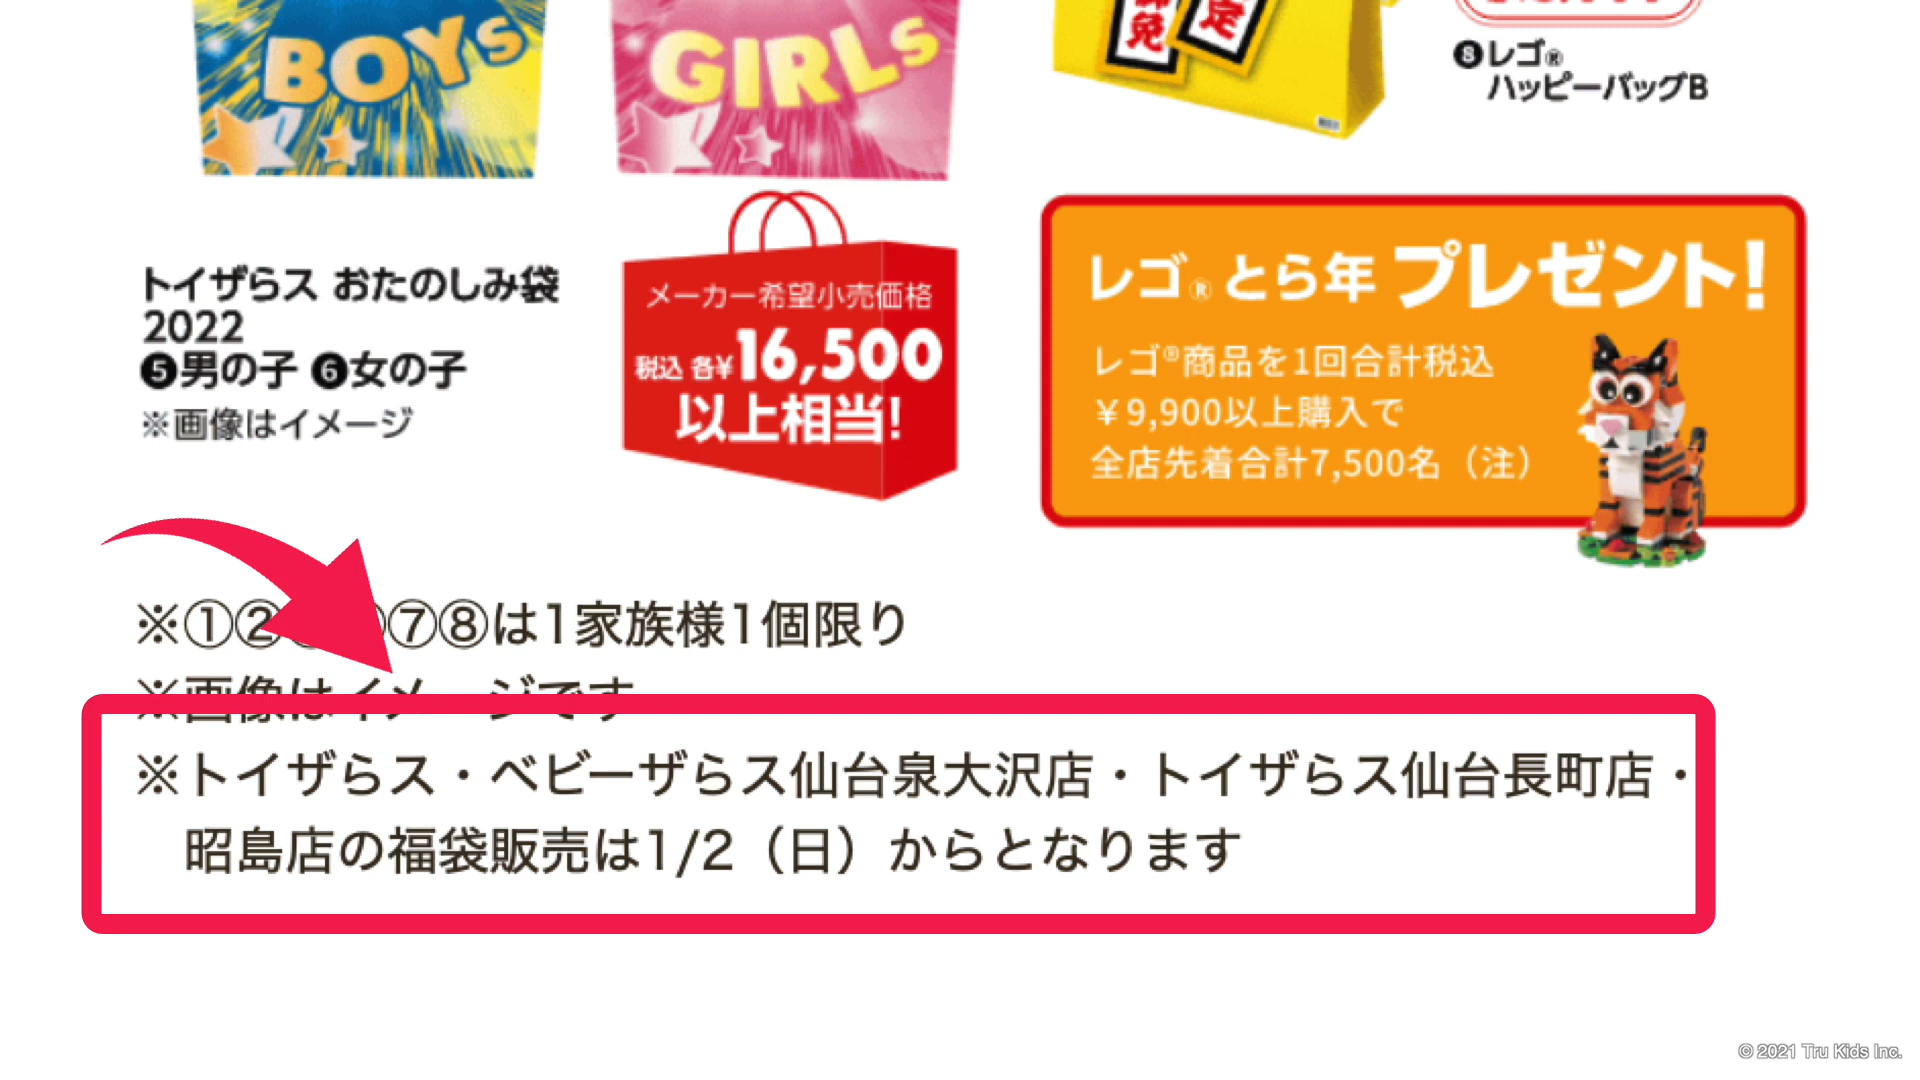 BOYS
GIRLS
御免
定
❽レゴ®
ハッピーバッグB
トイザらス おたのしみ袋
2022
❺男の子 ❻女の子
※画像はイメージ
メーカー希望小売価格
税込 各¥16,500
以上相当!
レゴ® とら年 プレゼント!
レゴ®商品を1回合計税込
¥9,900以上購入で
全店先着合計7,500名（注）
※①②⑦⑧は1家族様1個限り
※画像はイメージです
※トイザらス・ベビーザらス仙台泉大沢店・トイザらス仙台長町店・
昭島店の福袋販売は1/2（日）からとなります
© 2021 Tru Kids Inc.